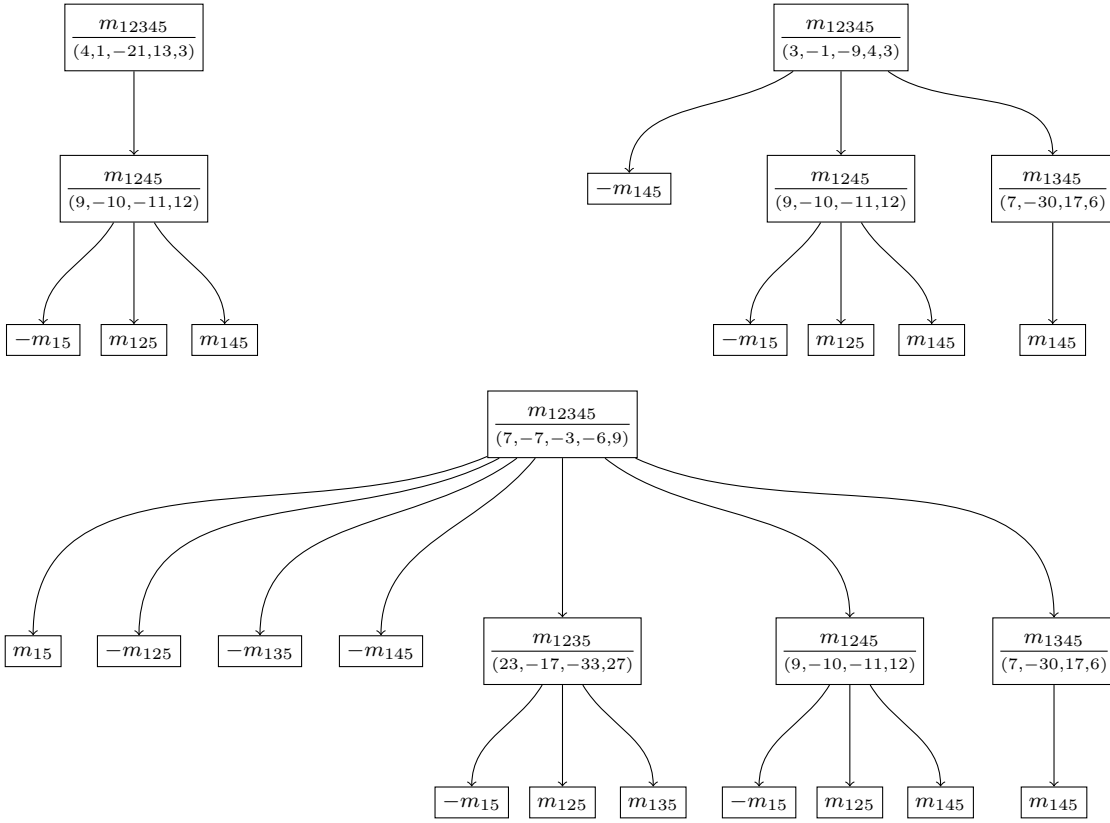 m₁₂₃₄₅
(4,1,−21,13,3)
m₁₂₄₅
(9,−10,−11,12)
−m₁₅ m₁₂₅ m₁₄₅
m₁₂₃₄₅
(3,−1,−9,4,3)
−m₁₄₅
m₁₂₄₅
(9,−10,−11,12)
m₁₃₄₅
(7,−30,17,6)
−m₁₅ m₁₂₅ m₁₄₅ m₁₄₅
m₁₂₃₄₅
(7,−7,−3,−6,9)
m₁₅ −m₁₂₅ −m₁₃₅ −m₁₄₅
m₁₂₃₅
(23,−17,−33,27)
m₁₂₄₅
(9,−10,−11,12)
m₁₃₄₅
(7,−30,17,6)
−m₁₅ m₁₂₅ m₁₃₅ −m₁₅ m₁₂₅ m₁₄₅ m₁₄₅